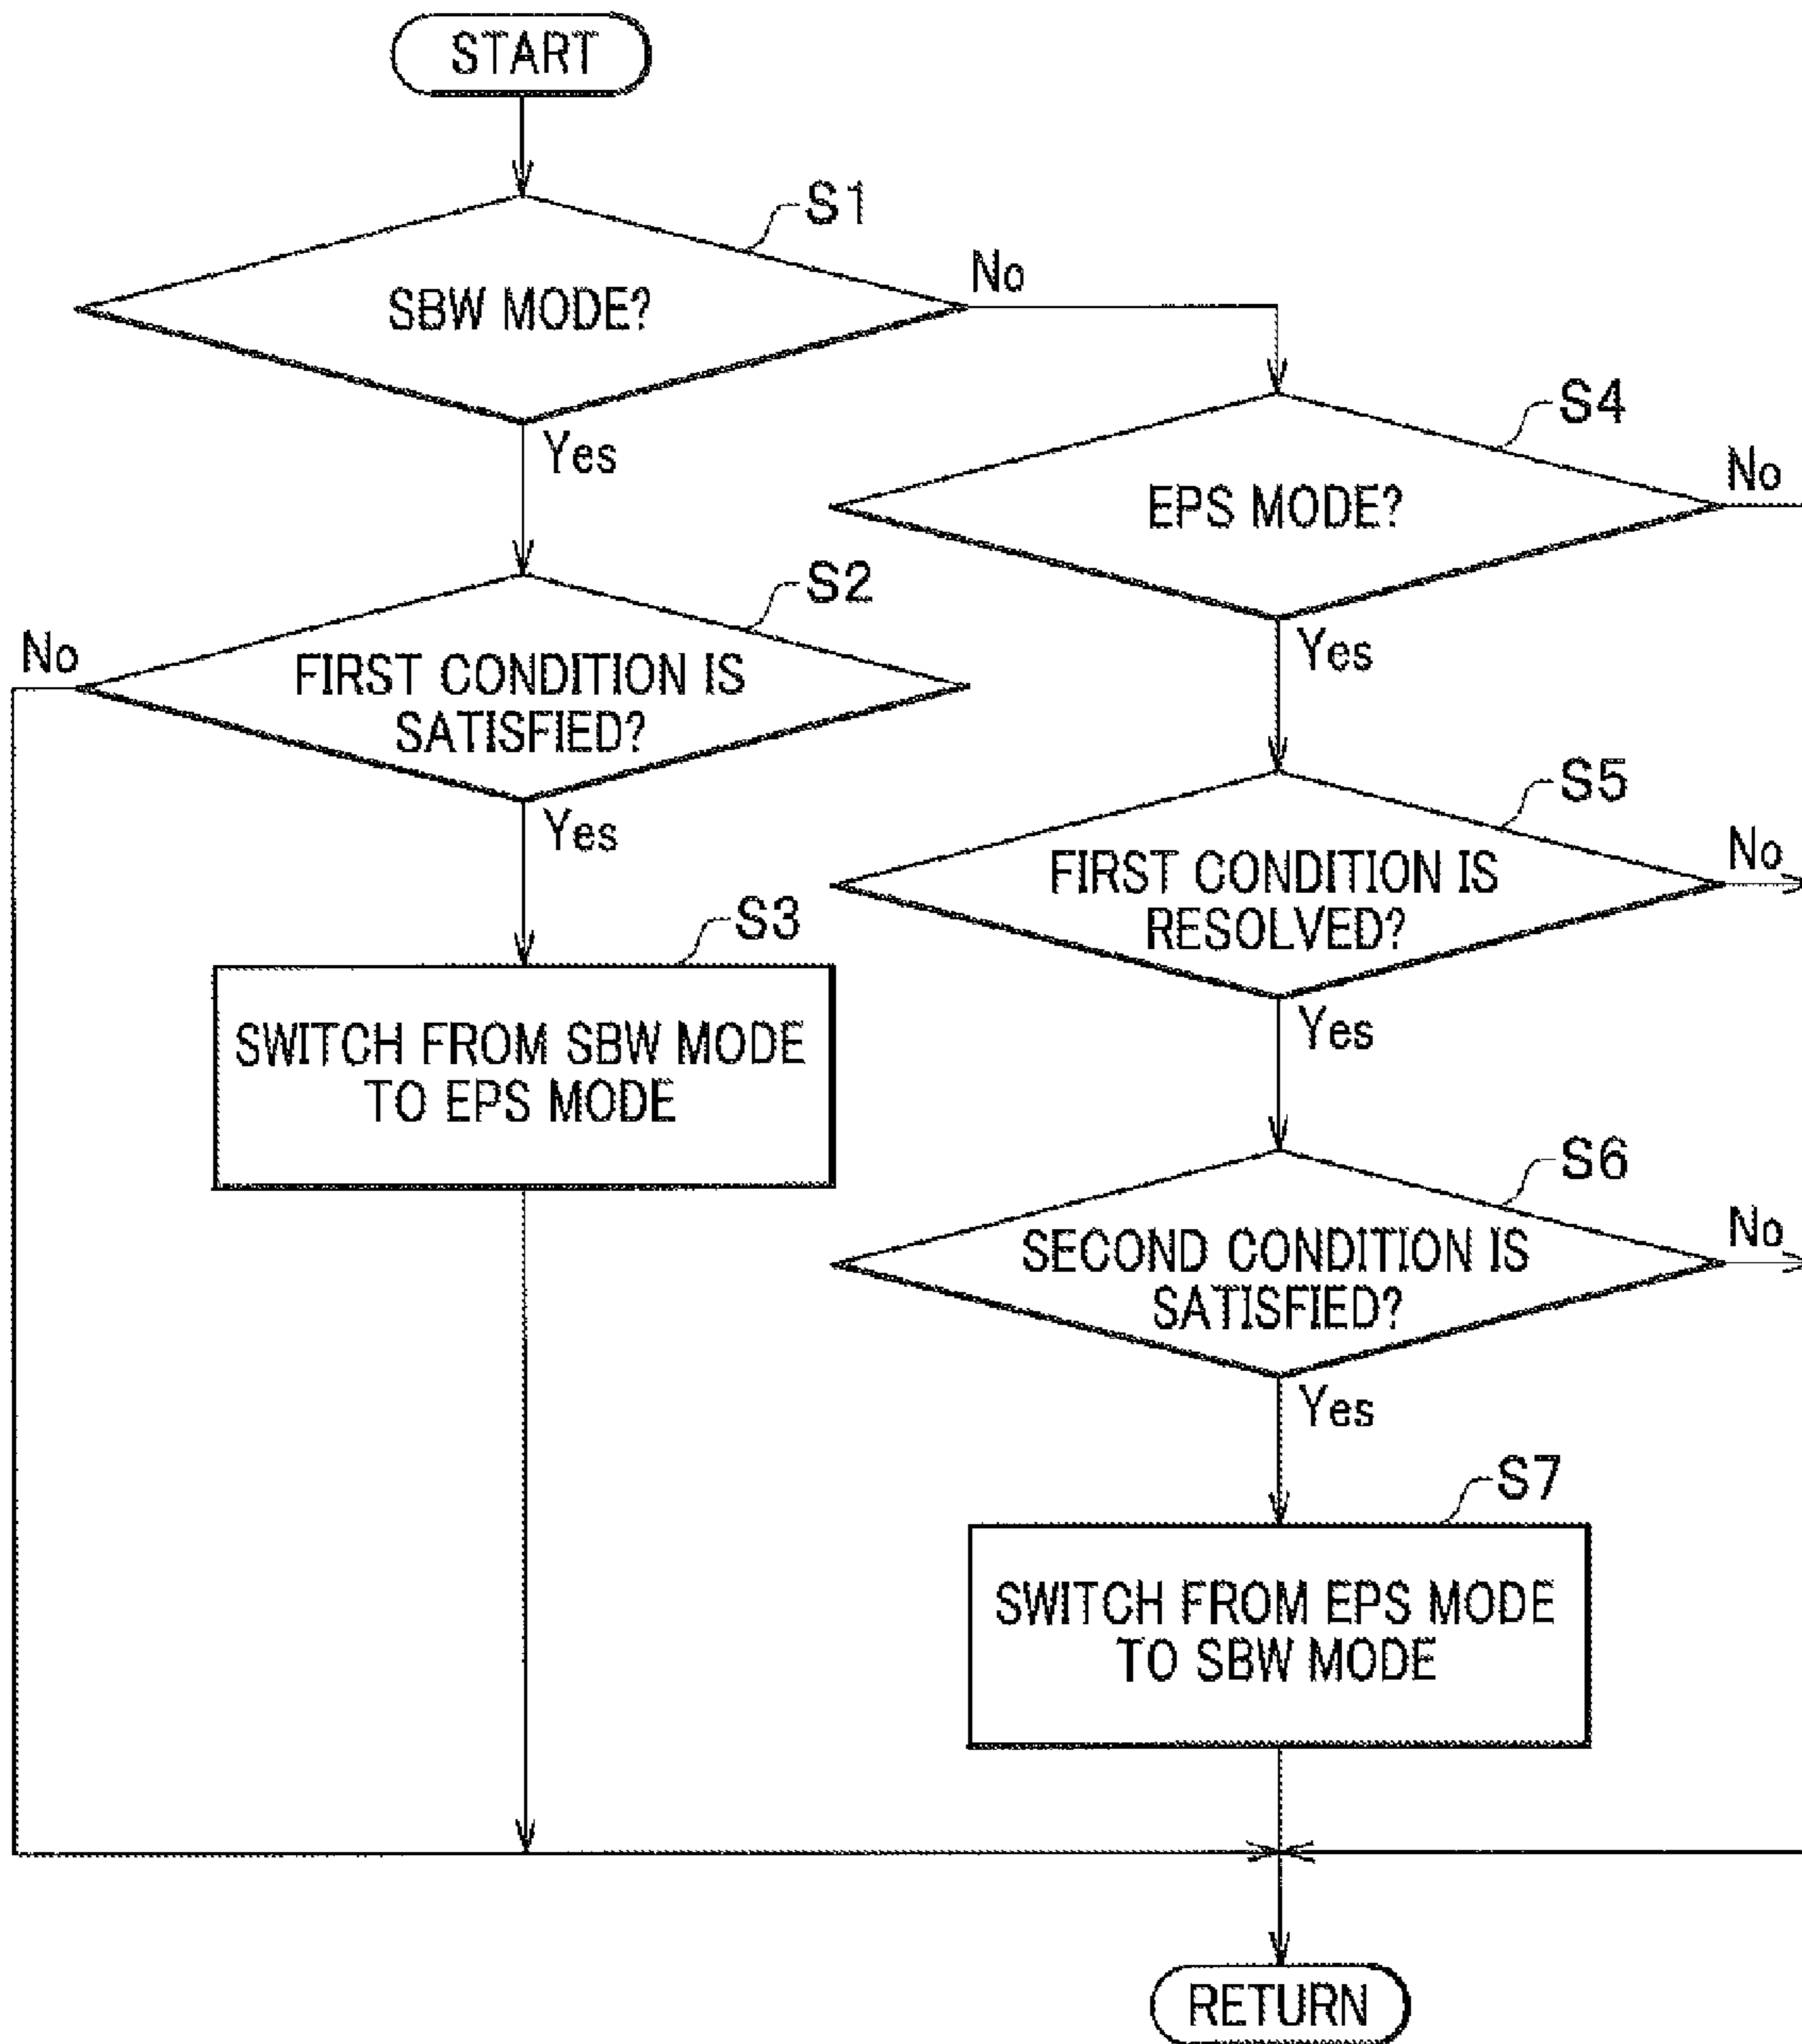 START
S1
SBW MODE?
No
Yes
S4
EPS MODE?
No
Yes
S2
No
FIRST CONDITION IS
SATISFIED?
Yes
S5
FIRST CONDITION IS
RESOLVED?
No
Yes
S3
SWITCH FROM SBW MODE
TO EPS MODE
S6
SECOND CONDITION IS
SATISFIED?
No
Yes
S7
SWITCH FROM EPS MODE
TO SBW MODE
RETURN